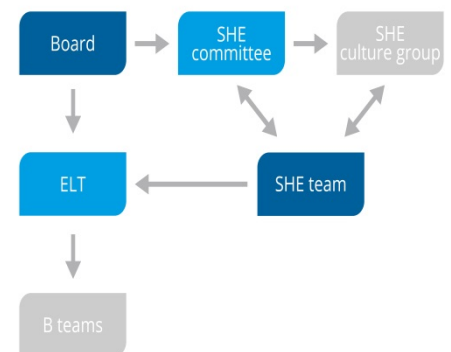 Board
SHE
committee
SHE
culture group
ELT
SHE team
B teams